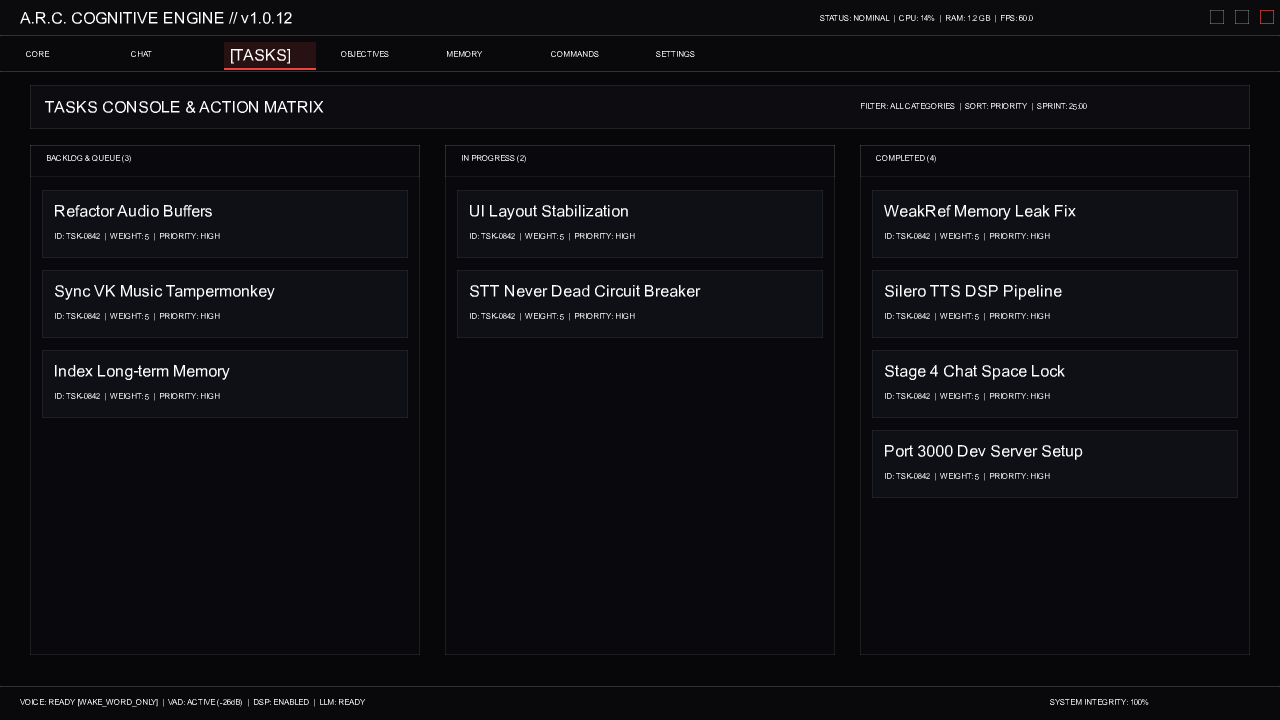 A.R.C. COGNITIVE ENGINE // v1.0.12
STATUS: NOMINAL | CPU: 14% | RAM: 1.2 GB | FPS: 60.0
CORE
CHAT
[TASKS]
OBJECTIVES
MEMORY
COMMANDS
SETTINGS
TASKS CONSOLE & ACTION MATRIX
FILTER: ALL CATEGORIES | SORT: PRIORITY | SPRINT: 25:00
BACKLOG & QUEUE (3)
Refactor Audio Buffers
ID: TSK-0842 | WEIGHT: 5 | PRIORITY: HIGH
Sync VK Music Tampermonkey
ID: TSK-0842 | WEIGHT: 5 | PRIORITY: HIGH
Index Long-term Memory
ID: TSK-0842 | WEIGHT: 5 | PRIORITY: HIGH
IN PROGRESS (2)
UI Layout Stabilization
ID: TSK-0842 | WEIGHT: 5 | PRIORITY: HIGH
STT Never Dead Circuit Breaker
ID: TSK-0842 | WEIGHT: 5 | PRIORITY: HIGH
COMPLETED (4)
WeakRef Memory Leak Fix
ID: TSK-0842 | WEIGHT: 5 | PRIORITY: HIGH
Silero TTS DSP Pipeline
ID: TSK-0842 | WEIGHT: 5 | PRIORITY: HIGH
Stage 4 Chat Space Lock
ID: TSK-0842 | WEIGHT: 5 | PRIORITY: HIGH
Port 3000 Dev Server Setup
ID: TSK-0842 | WEIGHT: 5 | PRIORITY: HIGH
VOICE: READY [WAKE_WORD_ONLY] | VAD: ACTIVE (-26dB) | DSP: ENABLED | LLM: READY
SYSTEM INTEGRITY: 100%